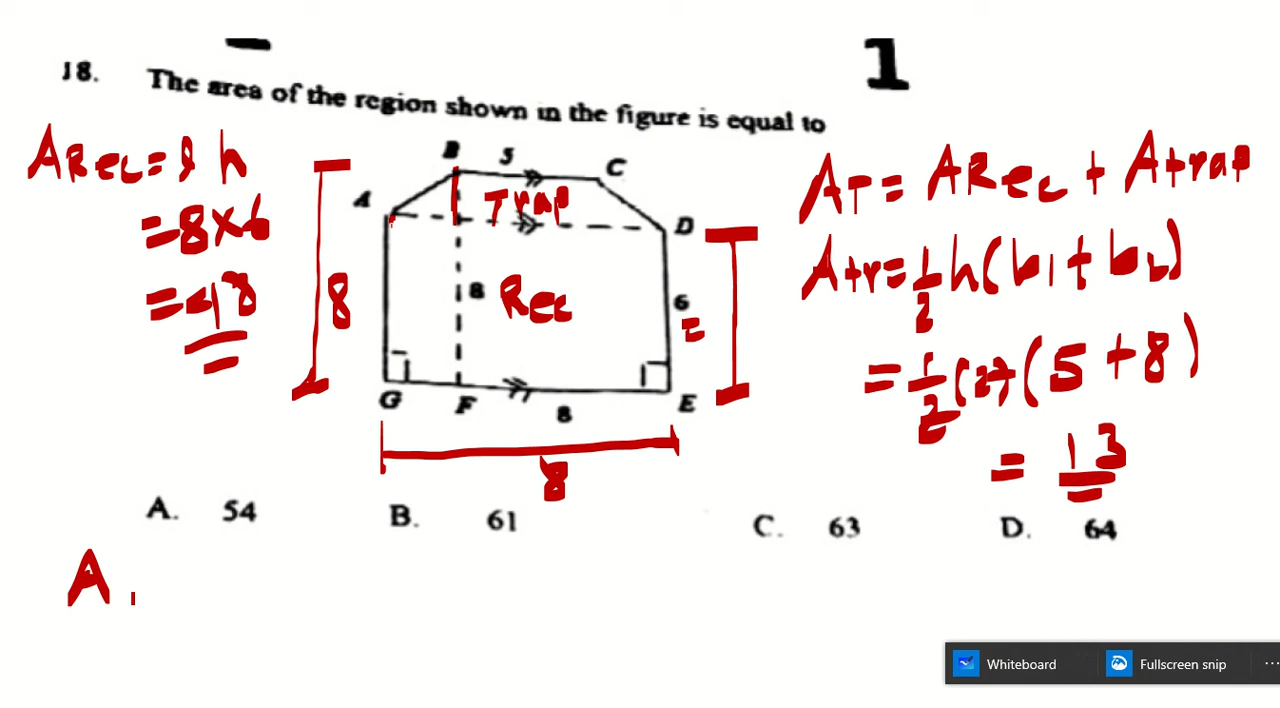 1
18. The area of the region shown in the figure is equal to
A Rec = l h
= 8 x 6
= 48
B 5 C
A Trap D
8 8 Rec 6
=
G F 8 E
8
AT = ARec + Atrap
Atr = 1/2 h(b1 + b2)
= 1/2 (2)(5 + 8)
= 13
A. 54 B. 61 C. 63 D. 64
A
Whiteboard Fullscreen snip ...